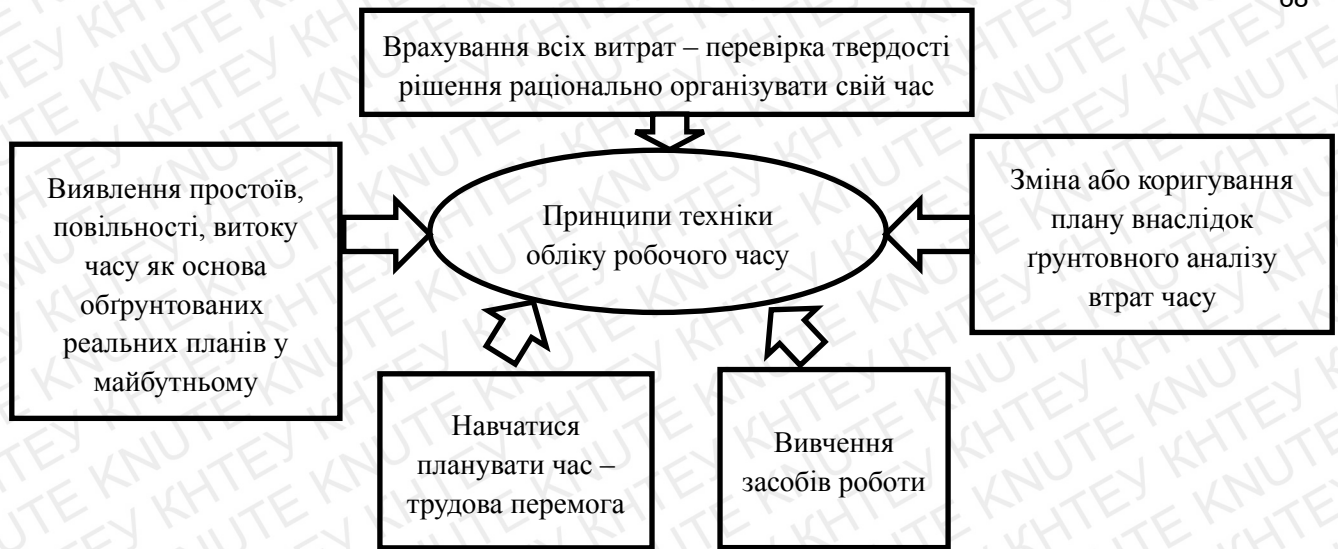 Врахування всіх витрат – перевірка твердості
рішення раціонально організувати свій час
Виявлення простоїв,
повільності, витоку
часу як основа
обґрунтованих
реальних планів у
майбутньому
Принципи техніки
обліку робочого часу
Зміна або коригування
плану внаслідок
ґрунтовного аналізу
втрат часу
Навчатися
планувати час –
трудова перемога
Вивчення
засобів роботи
KNUTE КНТЕУ